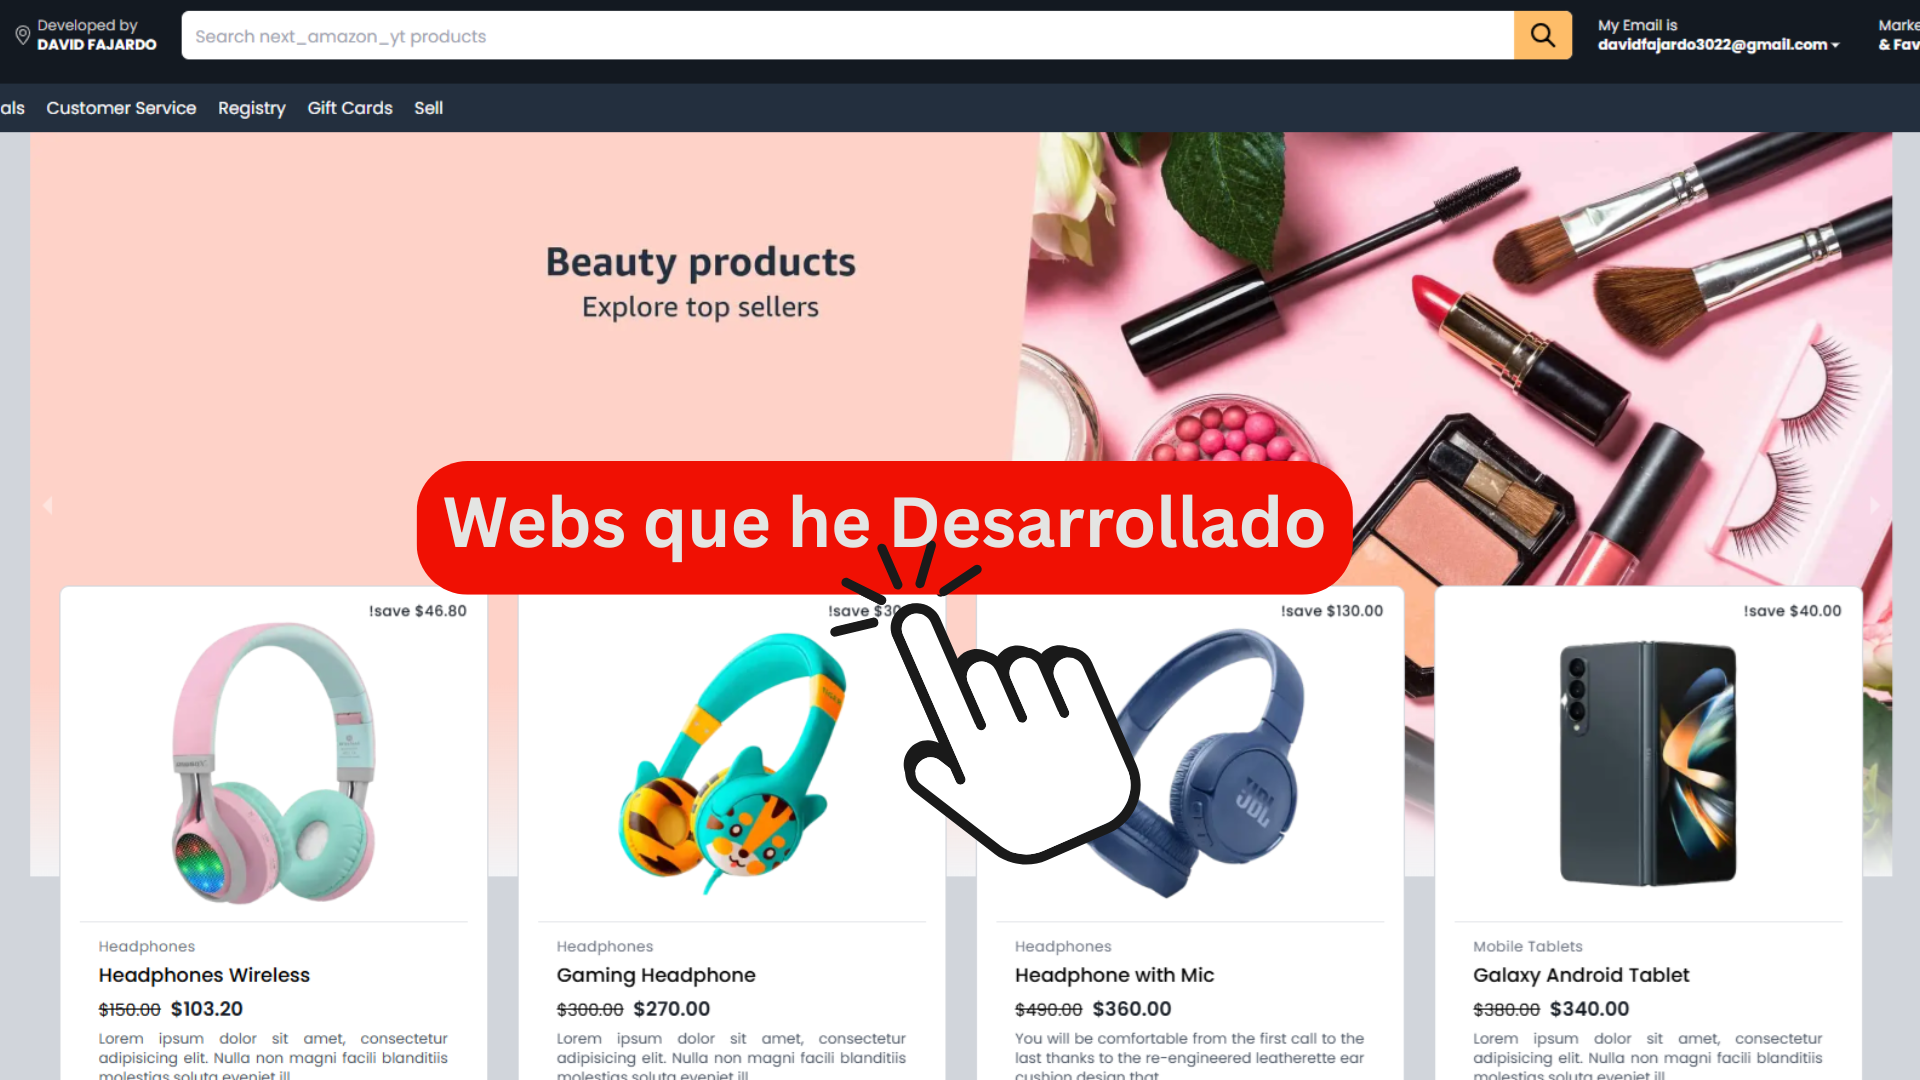 Developed by
DAVID FAJARDO
Search next_amazon_yt products
My Email is
davidfajardo3022@gmail.com
Marke
& Fav
als Customer Service Registry Gift Cards Sell
Beauty products
Explore top sellers
Webs que he Desarrollado
!save $46.80
!save $30
!save $130.00
!save $40.00
JBL
Headphones
Headphones Wireless
$150.00 $103.20
Lorem ipsum dolor sit amet, consectetur
adipisicing elit. Nulla non magni facili blanditiis
molestias soluta eveniet ill
Headphones
Gaming Headphone
$300.00 $270.00
Lorem ipsum dolor sit amet, consectetur
adipisicing elit. Nulla non magni facili blanditiis
molestias soluta eveniet ill
Headphones
Headphone with Mic
$490.00 $360.00
You will be comfortable from the first call to the
last thanks to the re-engineered leatherette ear
cushion design that
Mobile Tablets
Galaxy Android Tablet
$380.00 $340.00
Lorem ipsum dolor sit amet, consectetur
adipisicing elit. Nulla non magni facili blanditiis
molestias soluta eveniet ill